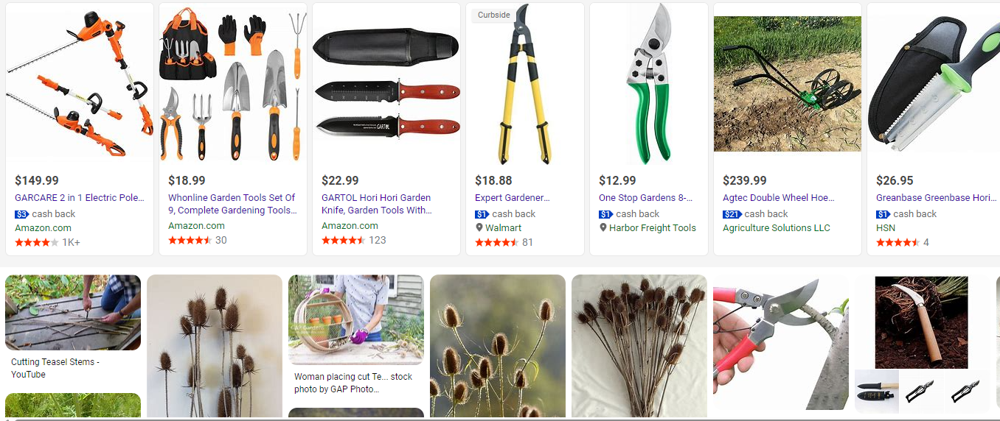 Curbside
$149.99
GARCARE 2 in 1 Electric Pole...
$3 cash back
Amazon.com
1K+
$18.99
Whonline Garden Tools Set Of
9, Complete Gardening Tools...
Amazon.com
30
$22.99
GARTOL Hori Hori Garden
Knife, Garden Tools With...
Amazon.com
123
$18.88
Expert Gardener...
$1 cash back
Walmart
81
$12.99
One Stop Gardens 8-...
$1 cash back
Harbor Freight Tools
$239.99
Agtec Double Wheel Hoe...
$21 cash back
Agriculture Solutions LLC
$26.95
Greanbase Greenbase Hori...
$1 cash back
HSN
4
Cutting Teasel Stems -
YouTube
Woman placing cut Te... stock
photo by GAP Photo...